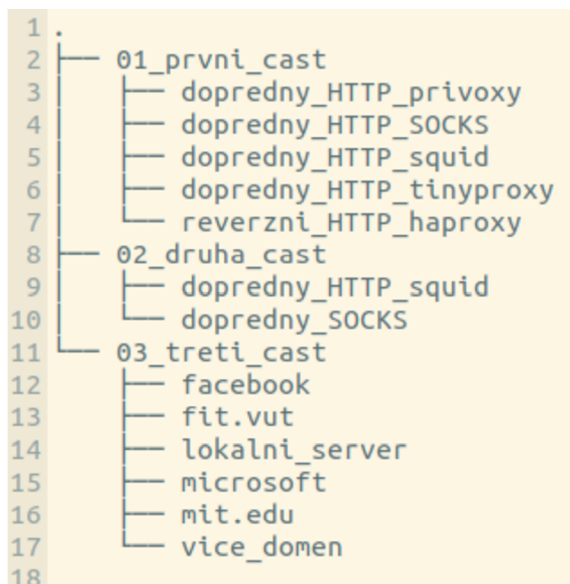 1 .
2 ├── 01_prvni_cast
3 │   ├── dopredny_HTTP_privoxy
4 │   ├── dopredny_HTTP_SOCKS
5 │   ├── dopredny_HTTP_squid
6 │   ├── dopredny_HTTP_tinyproxy
7 │   └── reverzni_HTTP_haproxy
8 ├── 02_druha_cast
9 │   ├── dopredny_HTTP_squid
10 │   └── dopredny_SOCKS
11 └── 03_treti_cast
12     ├── facebook
13     ├── fit.vut
14     ├── lokalni_server
15     ├── microsoft
16     ├── mit.edu
17     └── vice_domen
18